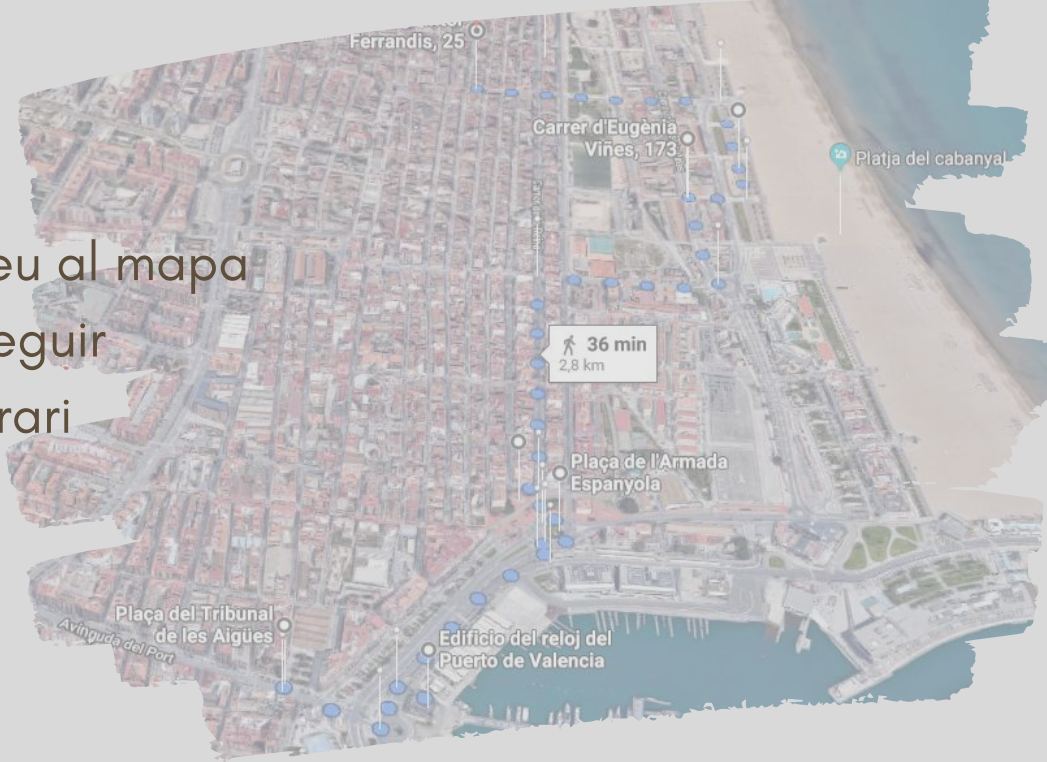 Ferrandis, 25
Carrer d'Eugènia
Viñes, 173
Platja del cabanyal
eu al mapa
eguir
rari
36 min
2,8 km
Plaça de l'Armada
Espanyola
Plaça del Tribunal
de les Aigües
Avinguda del Port
Edificio del reloj del
Puerto de Valencia